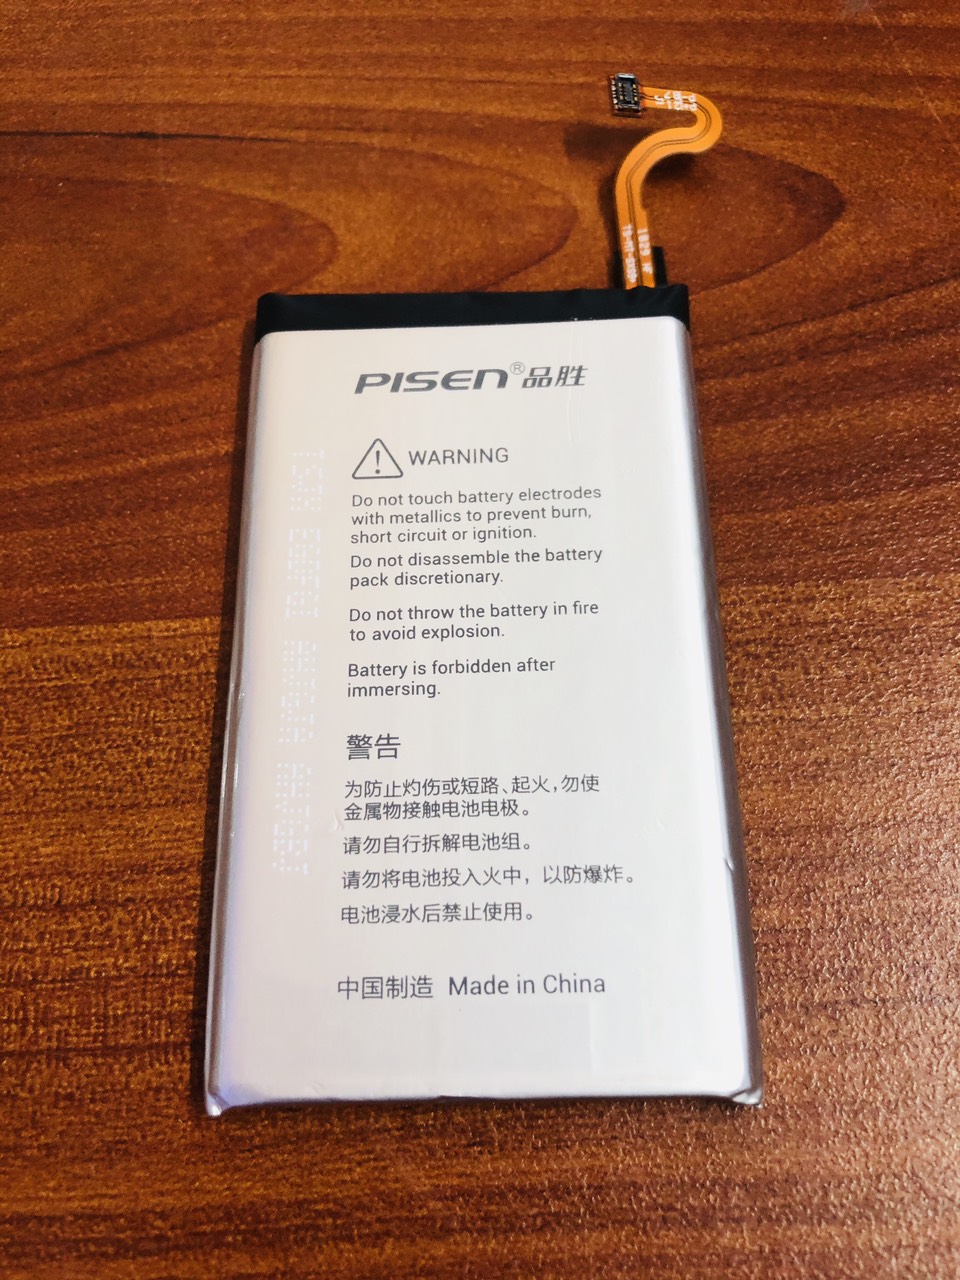 PISEN® 品胜
WARNING
Do not touch battery electrodes
with metallics to prevent burn,
short circuit or ignition.
Do not disassemble the battery
pack discretionary.
Do not throw the battery in fire
to avoid explosion.
Battery is forbidden after
immersing.
警告
为防止灼伤或短路、起火,勿使
金属物接触电池电极。
请勿自行拆解电池组。
请勿将电池投入火中，以防爆炸。
电池浸水后禁止使用。
中国制造 Made in China